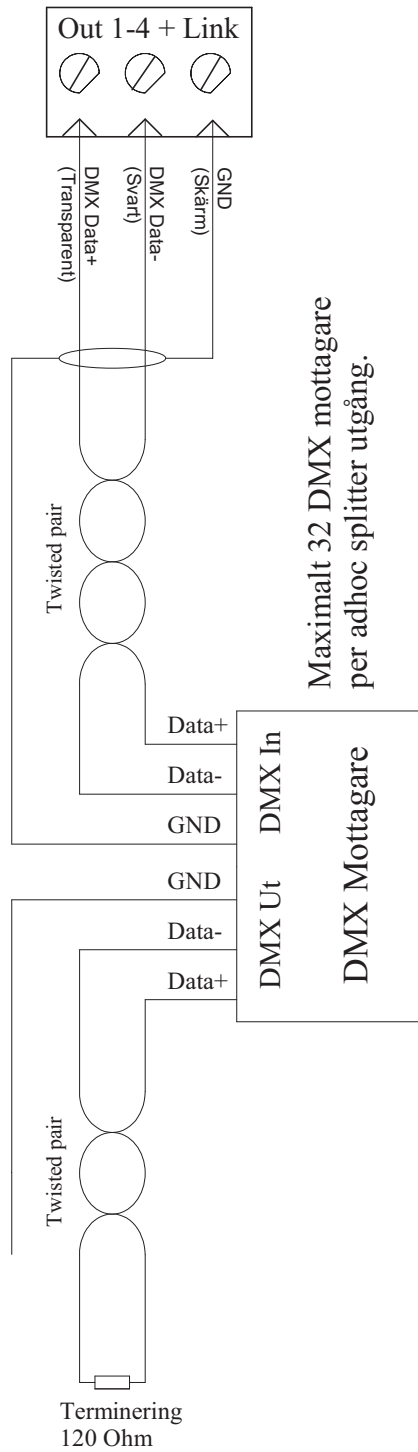 Out 1-4 + Link
DMX Data+
(Transparent)
DMX Data-
(Svart)
GND
(Skärm)
Twisted pair
Maximalt 32 DMX mottagare
per adhoc splitter utgång.
Data+
Data-
GND
DMX In
GND
Data-
Data+
DMX Ut
DMX Mottagare
Twisted pair
Terminering
120 Ohm